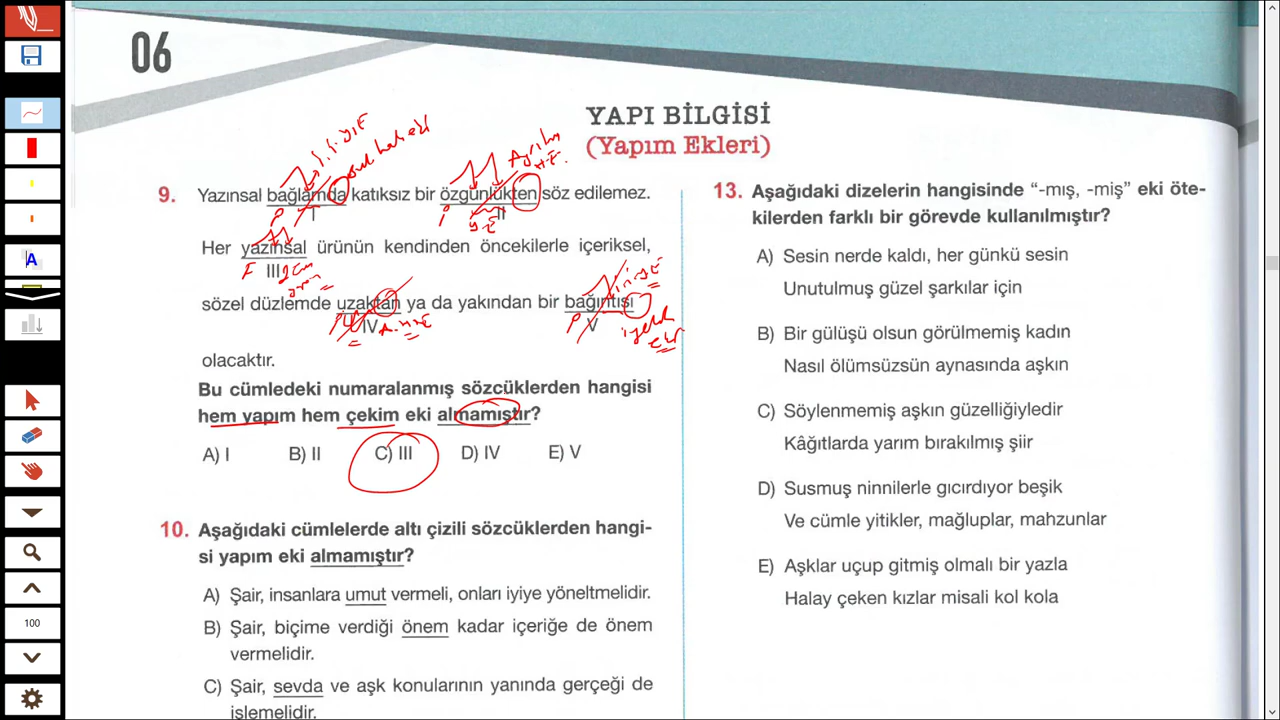 06
YAPI BİLGİSİ
(Yapım Ekleri)
9. Yazınsal bağlamda katıksız bir özgünlükten söz edilemez.
I II
Her yazınsal ürünün kendinden öncekilerle içeriksel,
III
sözel düzlemde uzaktan ya da yakından bir bağıntısı
IV V
olacaktır.
Bu cümledeki numaralanmış sözcüklerden hangisi
hem yapım hem çekim eki almamıştır?
A) I B) II C) III D) IV E) V
10. Aşağıdaki cümlelerde altı çizili sözcüklerden hangi-
si yapım eki almamıştır?
A) Şair, insanlara umut vermeli, onları iyiye yöneltmelidir.
B) Şair, biçime verdiği önem kadar içeriğe de önem
vermelidir.
C) Şair, sevda ve aşk konularının yanında gerçeği de
işlemelidir.
13. Aşağıdaki dizelerin hangisinde “-mış, -miş” eki öte-
kilerden farklı bir görevde kullanılmıştır?
A) Sesin nerde kaldı, her günkü sesin
Unutulmuş güzel şarkılar için
B) Bir gülüşü olsun görülmemiş kadın
Nasıl ölümsüzsün aynasında aşkın
C) Söylenmemiş aşkın güzelliğiyledir
Kâğıtlarda yarım bırakılmış şiir
D) Susmuş ninnilerle gıcırdıyor beşik
Ve cümle yitikler, mağluplar, mahzunlar
E) Aşklar uçup gitmiş olmalı bir yazla
Halay çeken kızlar misali kol kola
A
100